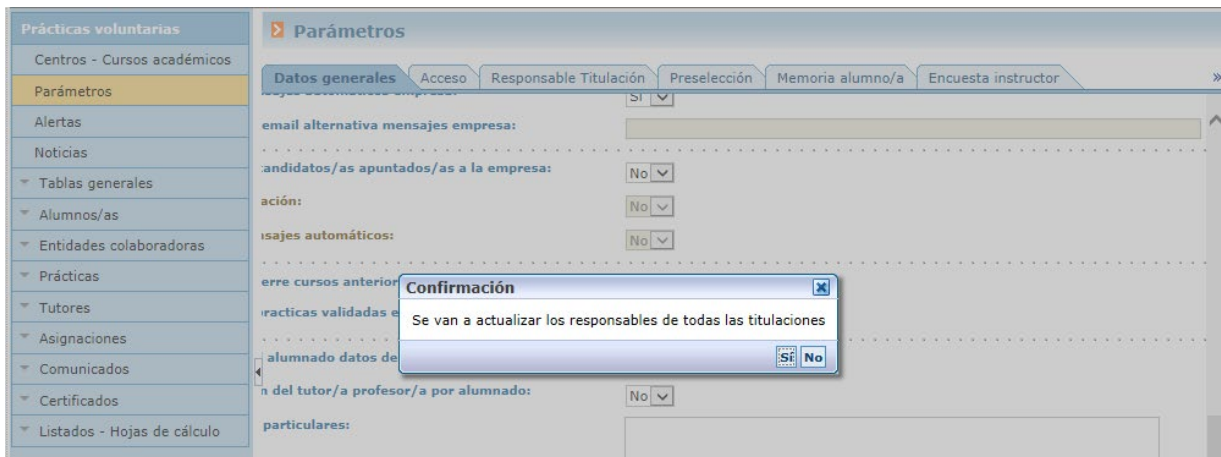 Prácticas voluntarias
Centros - Cursos académicos
Parámetros
Alertas
Noticias
Tablas generales
Alumnos/as
Entidades colaboradoras
Prácticas
Tutores
Asignaciones
Comunicados
Certificados
Listados - Hojas de cálculo
Parámetros
Datos generales Acceso Responsable Titulación Preselección Memoria alumno/a Encuesta instructor »
Sí
email alternativa mensajes empresa:
candidatos/as apuntados/as a la empresa: No
ación: No
nsajes automáticos: No
erre cursos anterior
racticas validadas e
alumnado datos de
n del tutor/a profesor/a por alumnado: No
particulares:
Confirmación
Se van a actualizar los responsables de todas las titulaciones
Sí No